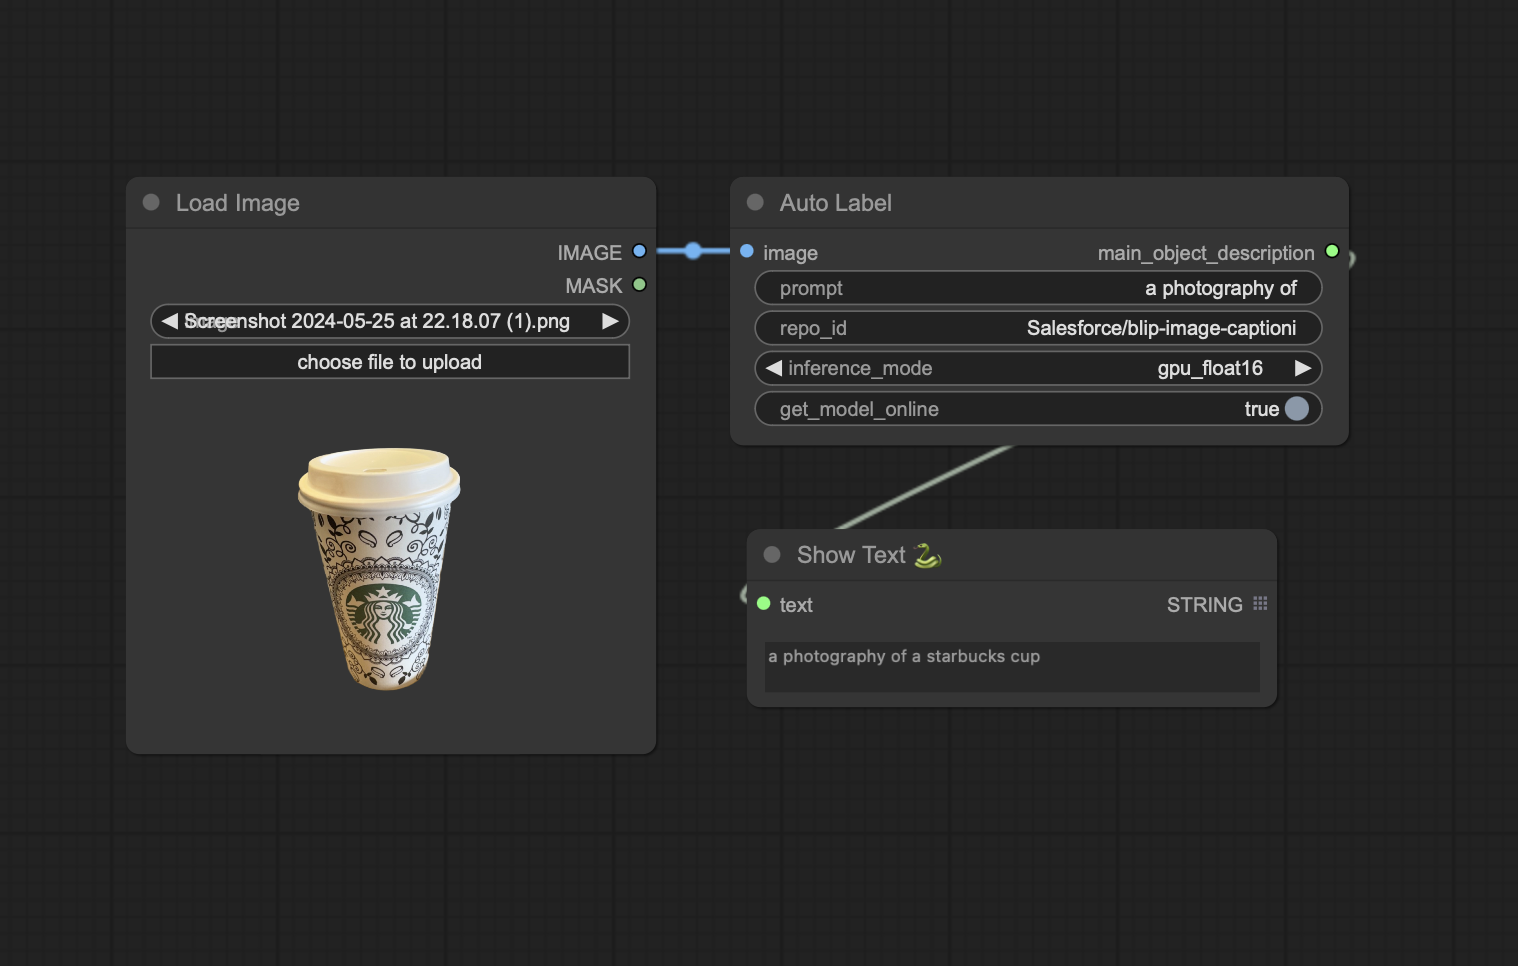 Load Image
IMAGE
MASK
Screenshot 2024-05-25 at 22.18.07 (1).png
choose file to upload
Auto Label
image main_object_description
prompt a photography of
repo_id Salesforce/blip-image-captioni
inference_mode gpu_float16
get_model_online true
Show Text 🐍
text STRING
a photography of a starbucks cup